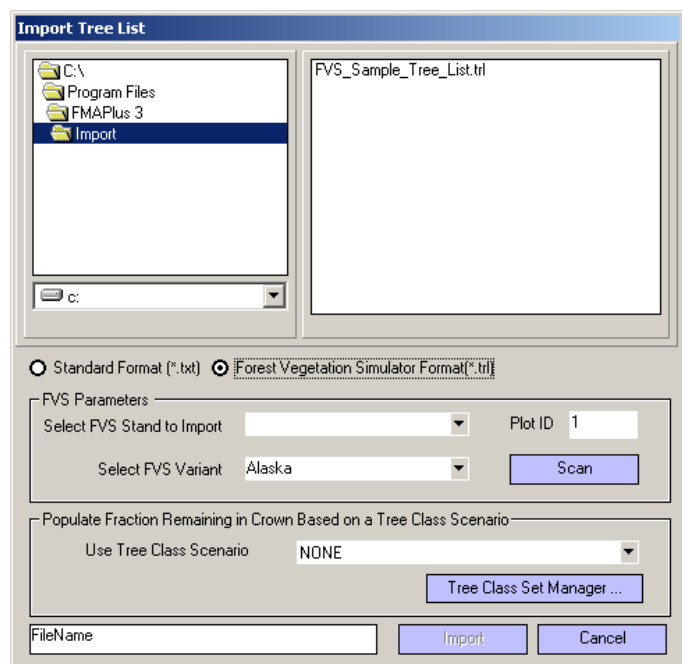 Import Tree List
C:\
Program Files
FMAPlus 3
Import
c:
FVS_Sample_Tree_List.trl
Standard Format (*.txt)
Forest Vegetation Simulator Format(*.trl)
FVS Parameters
Select FVS Stand to Import
Plot ID 1
Select FVS Variant Alaska
Scan
Populate Fraction Remaining in Crown Based on a Tree Class Scenario
Use Tree Class Scenario NONE
Tree Class Set Manager ...
FileName
Import
Cancel